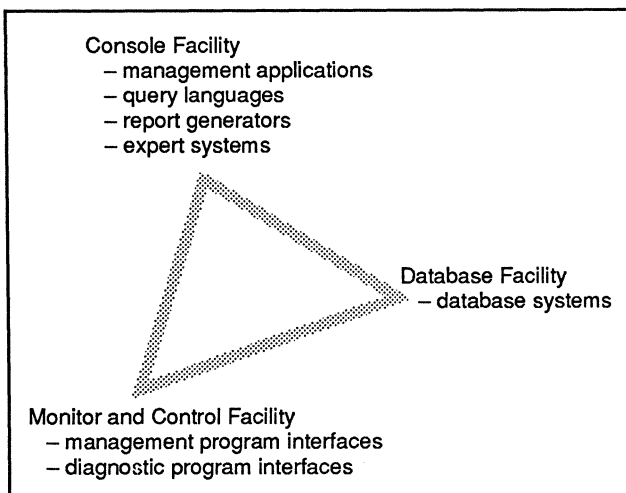 Console Facility
– management applications
– query languages
– report generators
– expert systems
Database Facility
– database systems
Monitor and Control Facility
– management program interfaces
– diagnostic program interfaces